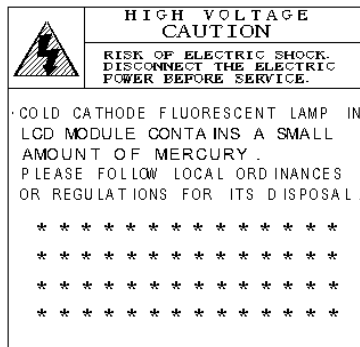 HIGH VOLTAGE
CAUTION
RISK OF ELECTRIC SHOCK.
DISCONNECT THE ELECTRIC
POWER BEFORE SERVICE.
·COLD CATHODE FLUORESCENT LAMP IN
LCD MODULE CONTAINS A SMALL
AMOUNT OF MERCURY.
PLEASE FOLLOW LOCAL ORDINANCES
OR REGULATIONS FOR ITS DISPOSAL.
* * * * * * * * * * * * * *
* * * * * * * * * * * * * *
* * * * * * * * * * * * * *
* * * * * * * * * * * * * *